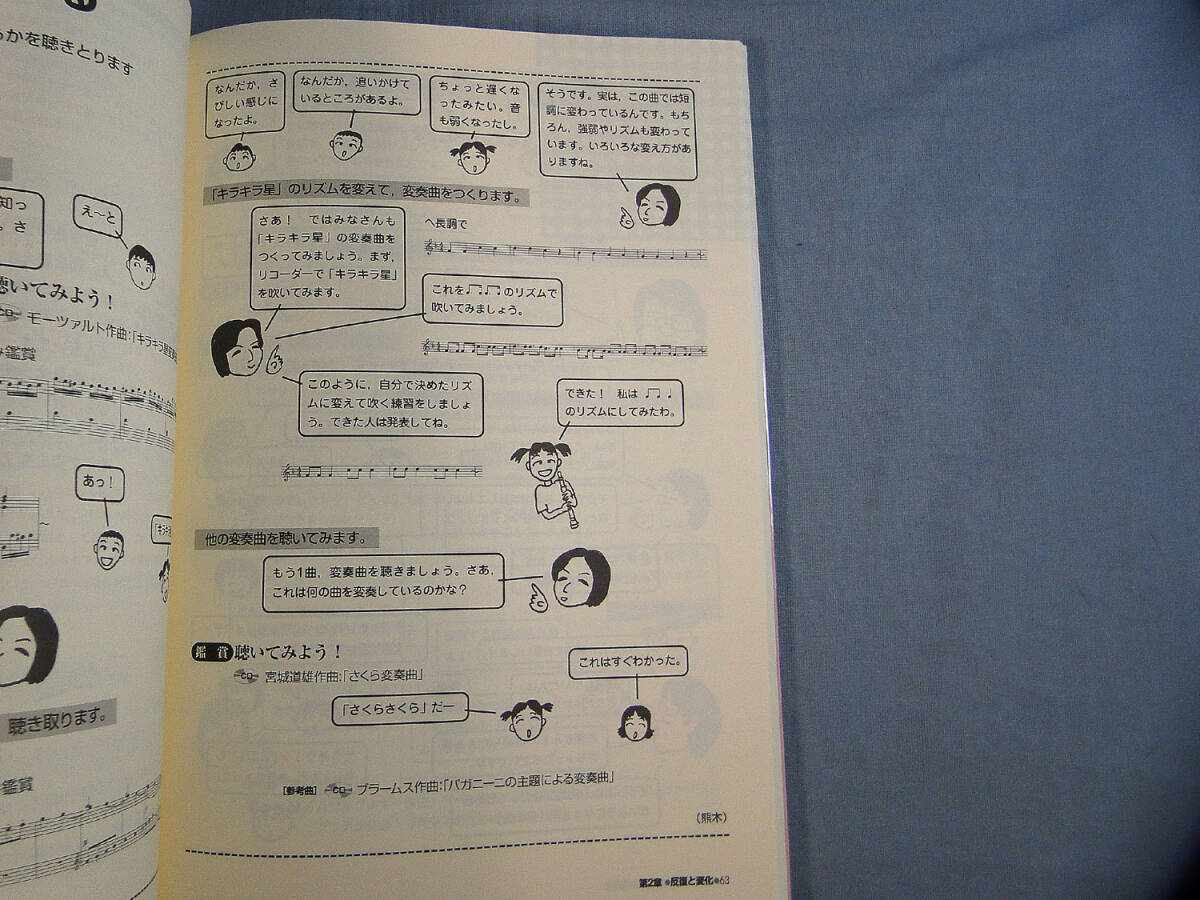 かを聴きとります
知っ
。さ
え〜と
聴いてみよう！
CD モーツァルト作曲：「キラキラ星変奏曲
鑑賞
あっ！
聴き取ります。
鑑賞
なんだか，さ
びしい感じに
なったよ。
なんだか，追いかけて
いるところがあるよ。
ちょっと遅くな
ったみたい。音
も弱くなったし。
そうです。実は，この曲では短
調に変わっているんです。もち
ろん，強弱やリズムも変わって
います。いろいろな変え方があ
りますね。
「キラキラ星」のリズムを変えて，変奏曲をつくります。
さあ！　ではみなさんも
「キラキラ星」の変奏曲を
つくってみましょう。まず，
リコーダーで「キラキラ星」
を吹いてみます。
ヘ長調で
これを♫♫のリズムで
吹いてみましょう。
このように，自分で決めたリズ
ムに変えて吹く練習をしましょ
う。できた人は発表してね。
できた！　私は ♫ ♩
のリズムにしてみたわ。
他の変奏曲を聴いてみます。
もう1曲，変奏曲を聴きましょう。さあ，
これは何の曲を変奏しているのかな？
鑑賞 聴いてみよう！
CD 宮城道雄作曲：「さくら変奏曲」
これはすぐわかった。
「さくらさくら」だー
［参考曲］ CD ブラームス作曲：「パガニーニの主題による変奏曲」
（熊木）
第2章●反復と変化●63